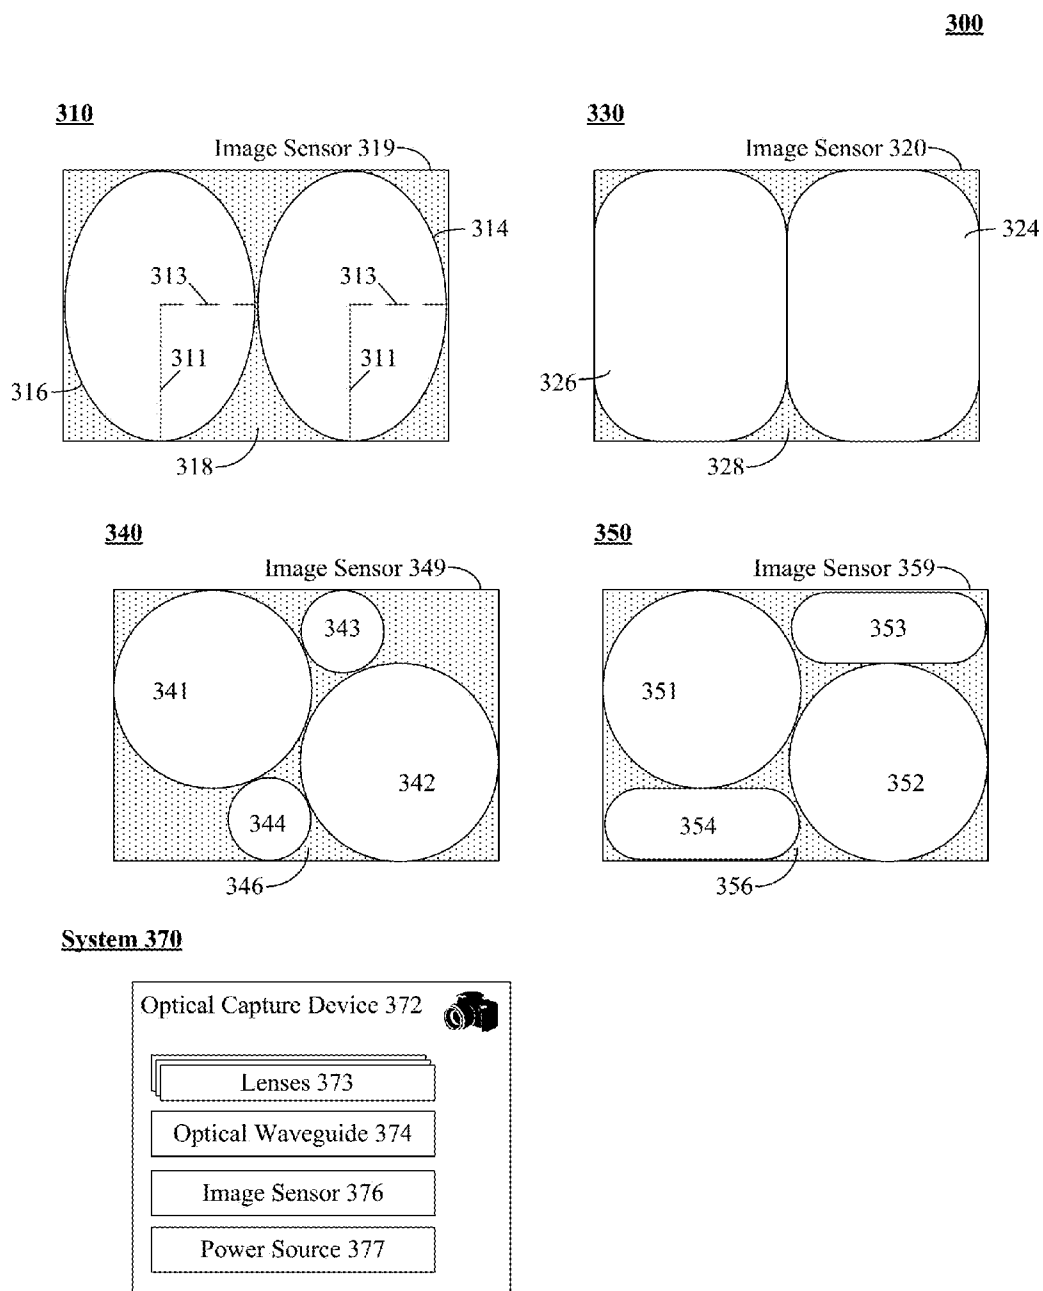 300
310
330
Image Sensor 319
Image Sensor 320
314
324
313
313
311
311
316
326
318
328
340
350
Image Sensor 349
Image Sensor 359
343
353
341
351
342
352
344
354
346
356
System 370
Optical Capture Device 372
Lenses 373
Optical Waveguide 374
Image Sensor 376
Power Source 377